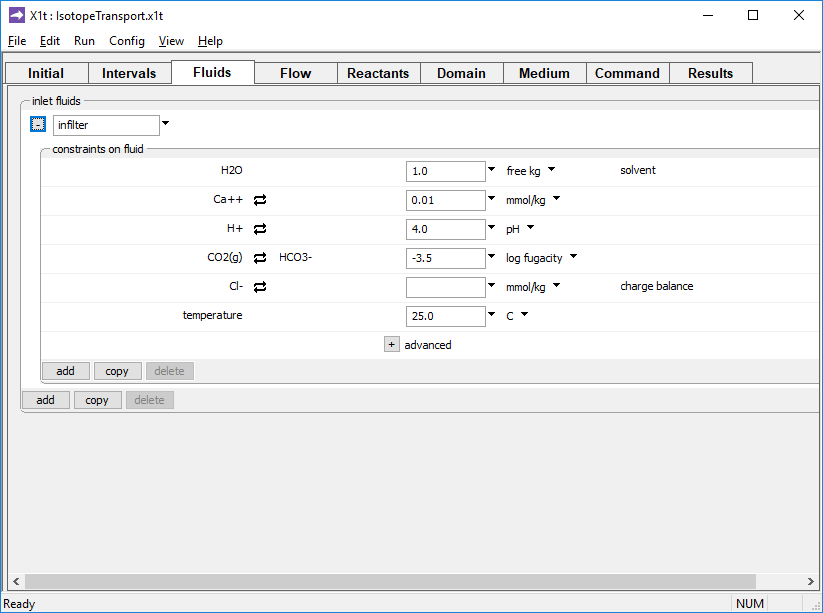 X1t : IsotopeTransport.x1t
File Edit Run Config View Help
Initial Intervals Fluids Flow Reactants Domain Medium Command Results
inlet fluids
- infilter
constraints on fluid
H2O 1.0 free kg solvent
Ca++ 0.01 mmol/kg
H+ 4.0 pH
CO2(g) HCO3- -3.5 log fugacity
Cl- mmol/kg charge balance
temperature 25.0 C
+ advanced
add copy delete
add copy delete
Ready NUM